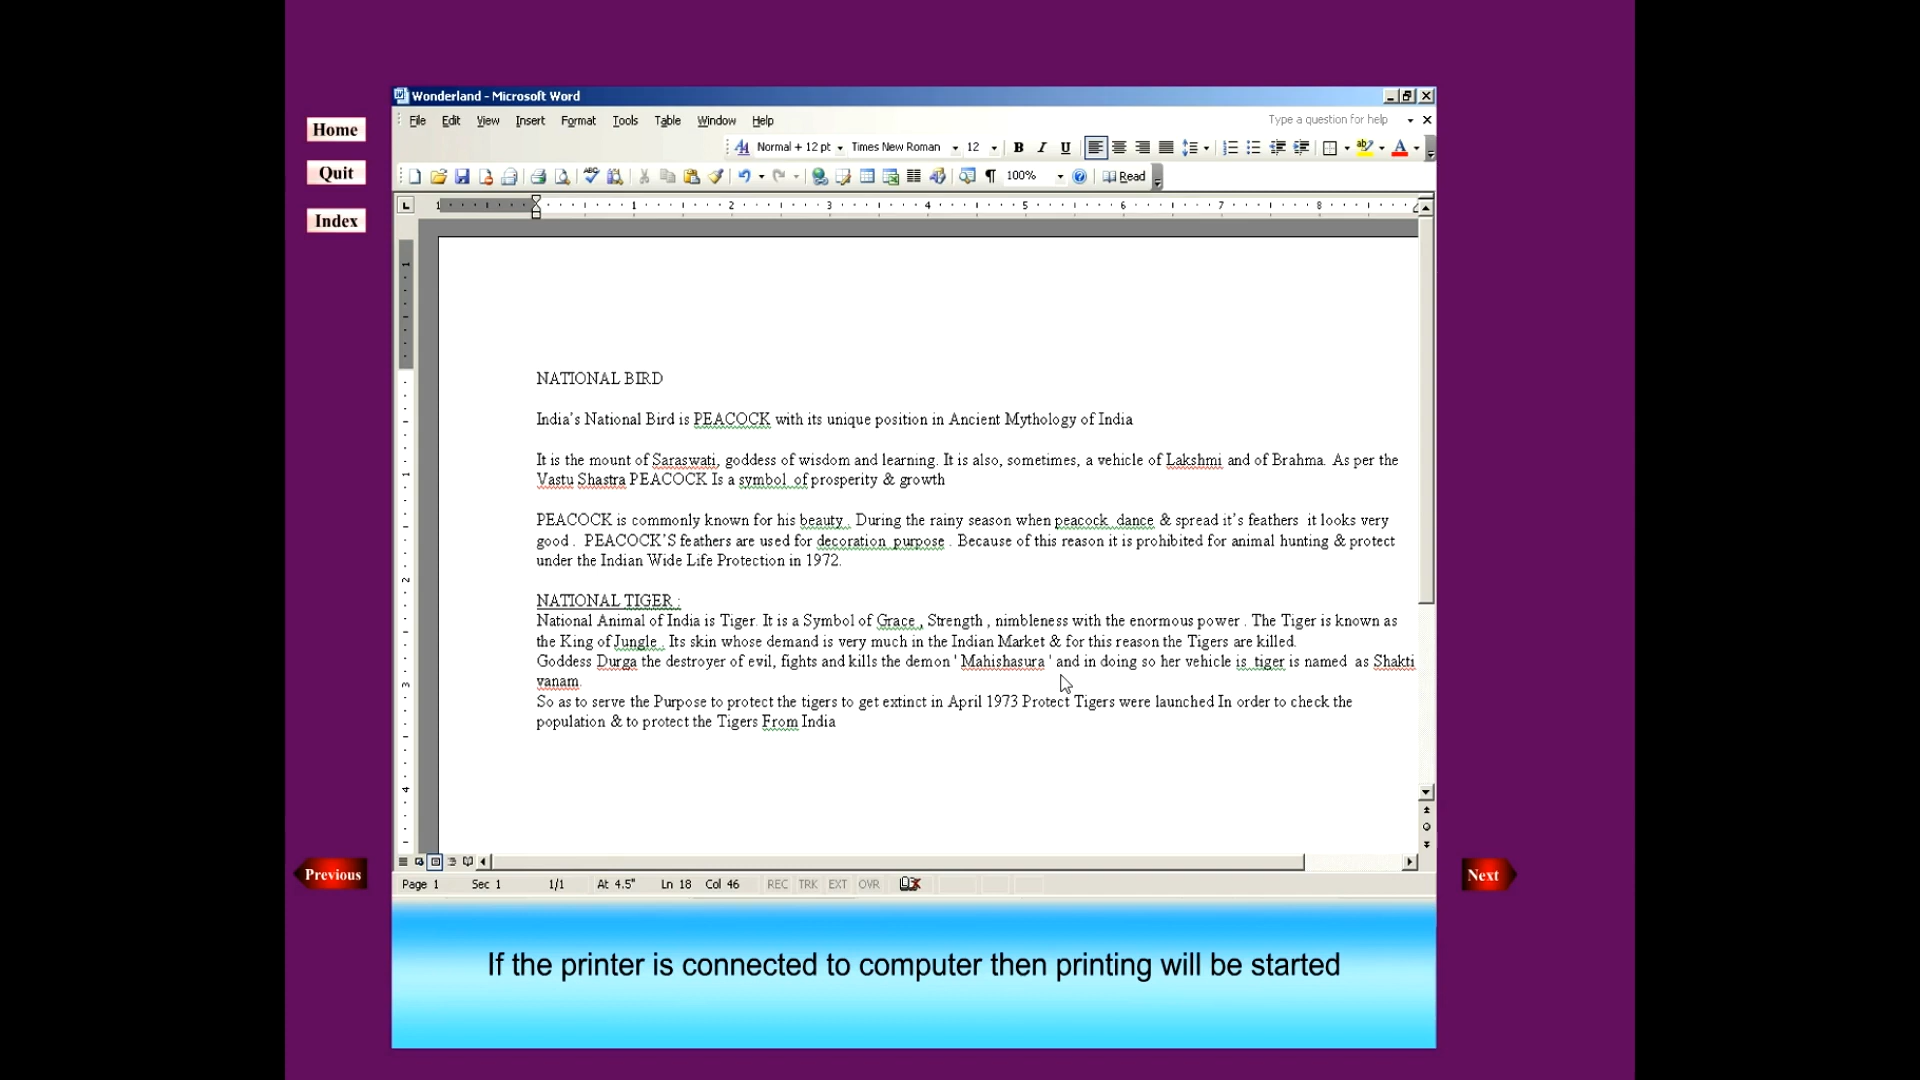 Wonderland - Microsoft Word
Home
File Edit View Insert Format Tools Table Window Help
Type a question for help
Normal + 12 pt Times New Roman 12 B I U
Quit
100% Read
Index
1 1 2 3 4 5 6 7 8
NATIONAL BIRD
India's National Bird is PEACOCK with its unique position in Ancient Mythology of India
It is the mount of Saraswati, goddess of wisdom and learning. It is also, sometimes, a vehicle of Lakshmi and of Brahma. As per the
Vastu Shastra PEACOCK Is a symbol of prosperity & growth
PEACOCK is commonly known for his beauty . During the rainy season when peacock dance & spread it's feathers it looks very
good . PEACOCK'S feathers are used for decoration purpose . Because of this reason it is prohibited for animal hunting & protect
under the Indian Wide Life Protection in 1972.
NATIONAL TIGER :
National Animal of India is Tiger. It is a Symbol of Grace , Strength , nimbleness with the enormous power . The Tiger is known as
the King of Jungle . Its skin whose demand is very much in the Indian Market & for this reason the Tigers are killed.
Goddess Durga the destroyer of evil, fights and kills the demon ' Mahishasura ' and in doing so her vehicle is tiger is named as Shakti
vanam.
So as to serve the Purpose to protect the tigers to get extinct in April 1973 Protect Tigers were launched In order to check the
population & to protect the Tigers From India
Previous
Next
Page 1 Sec 1 1/1 At 4.5" Ln 18 Col 46 REC TRK EXT OVR
If the printer is connected to computer then printing will be started